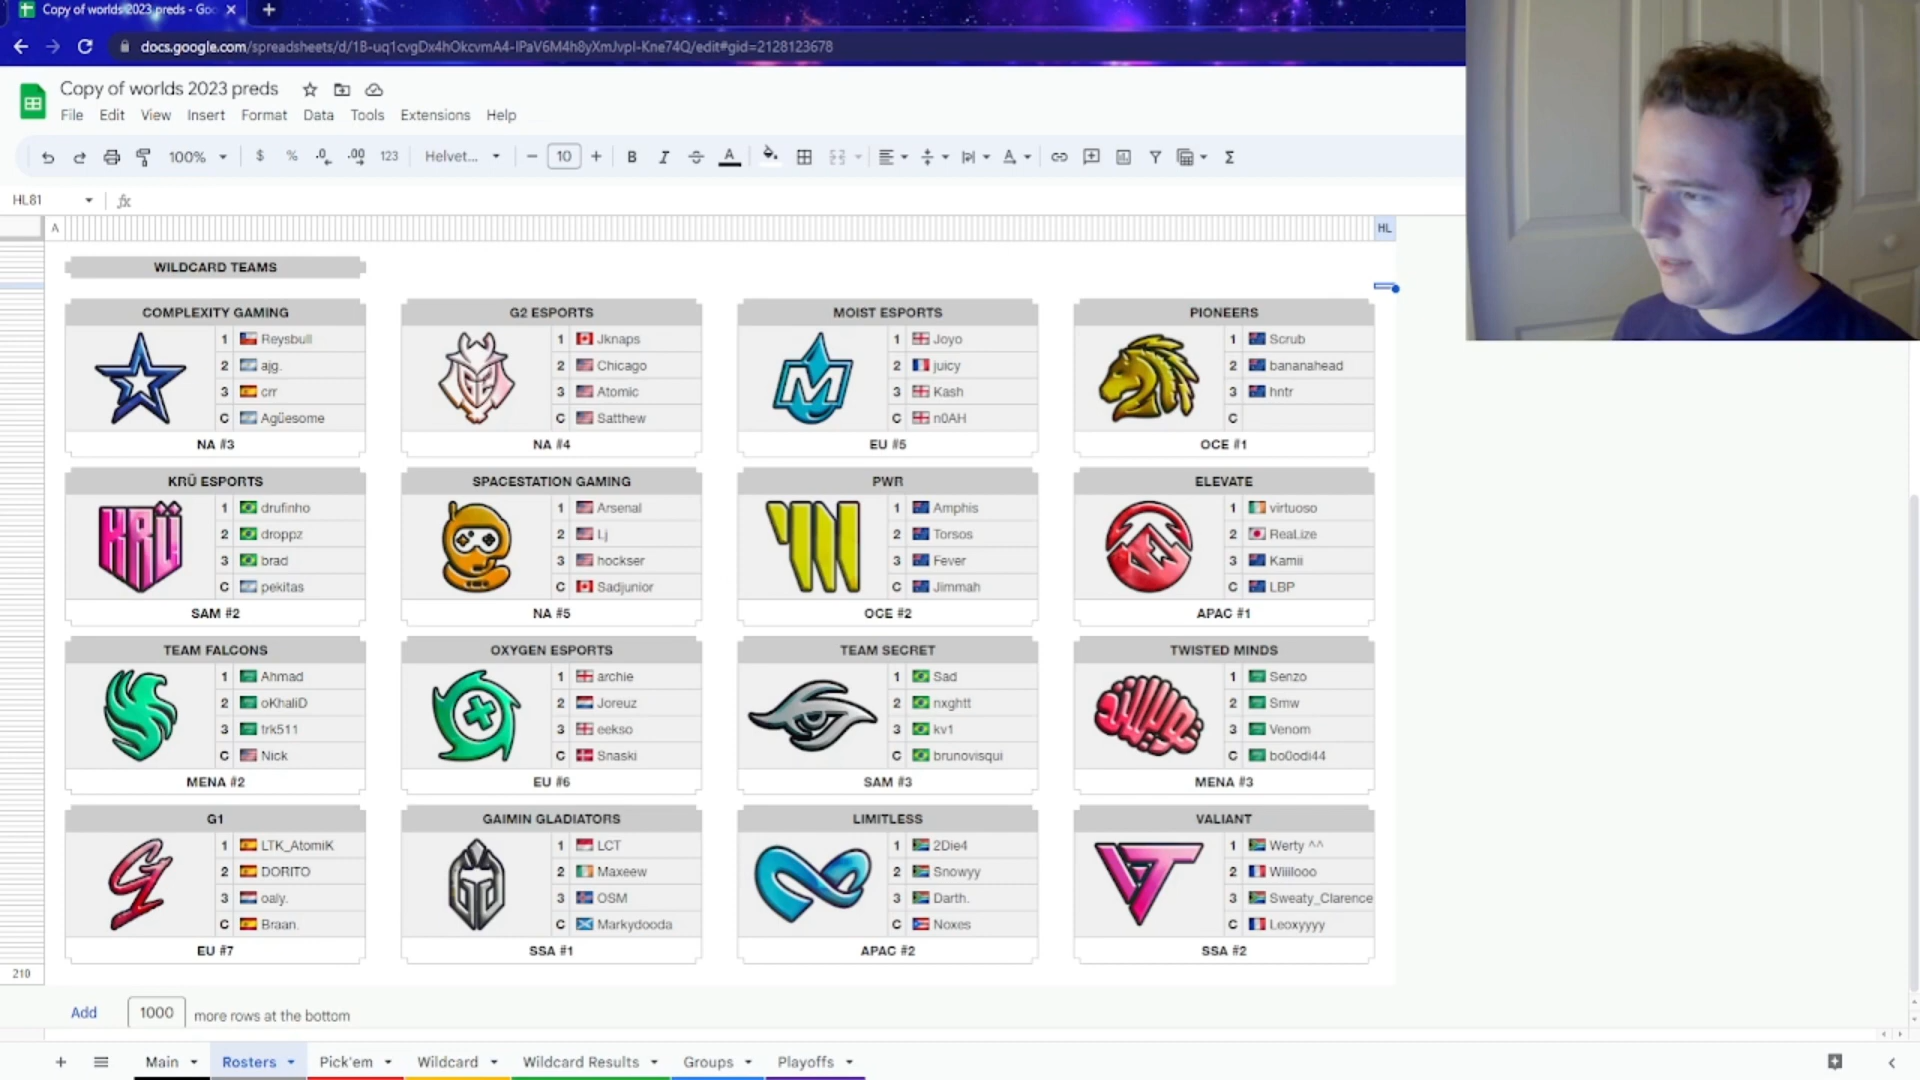 Copy of worlds 2023 preds - Goo
docs.google.com/spreadsheets/d/1B-uq1cvgDx4hOkcvmA4-IPaV6M4h8yXmJvpI-Kne74Q/edit#gid=2128123678
Copy of worlds 2023 preds
File Edit View Insert Format Data Tools Extensions Help
100% $ % .0 .00 123 Helvet... 10 B I A A Σ
HL81 fx
A HL
WILDCARD TEAMS
COMPLEXITY GAMING
1 Reysbull
2 ajg.
3 crr
C Agüesome
NA #3
G2 ESPORTS
1 Jknaps
2 Chicago
3 Atomic
C Satthew
NA #4
MOIST ESPORTS
M
1 Joyo
2 juicy
3 Kash
C n0AH
EU #5
PIONEERS
1 Scrub
2 bananahead
3 hntr
C
OCE #1
KRÜ ESPORTS
KRÜ
1 drufinho
2 droppz
3 brad
C pekitas
SAM #2
SPACESTATION GAMING
1 Arsenal
2 Lj
3 hockser
C Sadjunior
NA #5
PWR
1 Amphis
2 Torsos
3 Fever
C Jimmah
OCE #2
ELEVATE
1 virtuoso
2 ReaLize
3 Kamii
C LBP
APAC #1
TEAM FALCONS
1 Ahmad
2 oKhaliD
3 trk511
C Nick
MENA #2
OXYGEN ESPORTS
1 archie
2 Joreuz
3 eekso
C Snaski
EU #6
TEAM SECRET
1 Sad
2 nxghtt
3 kv1
C brunovisqui
SAM #3
TWISTED MINDS
1 Senzo
2 Smw
3 Venom
C bo0odi44
MENA #3
G1
1 LTK_AtomiK
2 DORITO
3 oaly.
C Braan.
EU #7
GAIMIN GLADIATORS
1 LCT
2 Maxeew
3 OSM
C Markydooda
SSA #1
LIMITLESS
1 2Die4
2 Snowyy
3 Darth.
C Noxes
APAC #2
VALIANT
1 Werty ^^
2 Wiiilooo
3 Sweaty_Clarence
C Leoxyyyy
SSA #2
210
Add 1000 more rows at the bottom
Main Rosters Pick'em Wildcard Wildcard Results Groups Playoffs